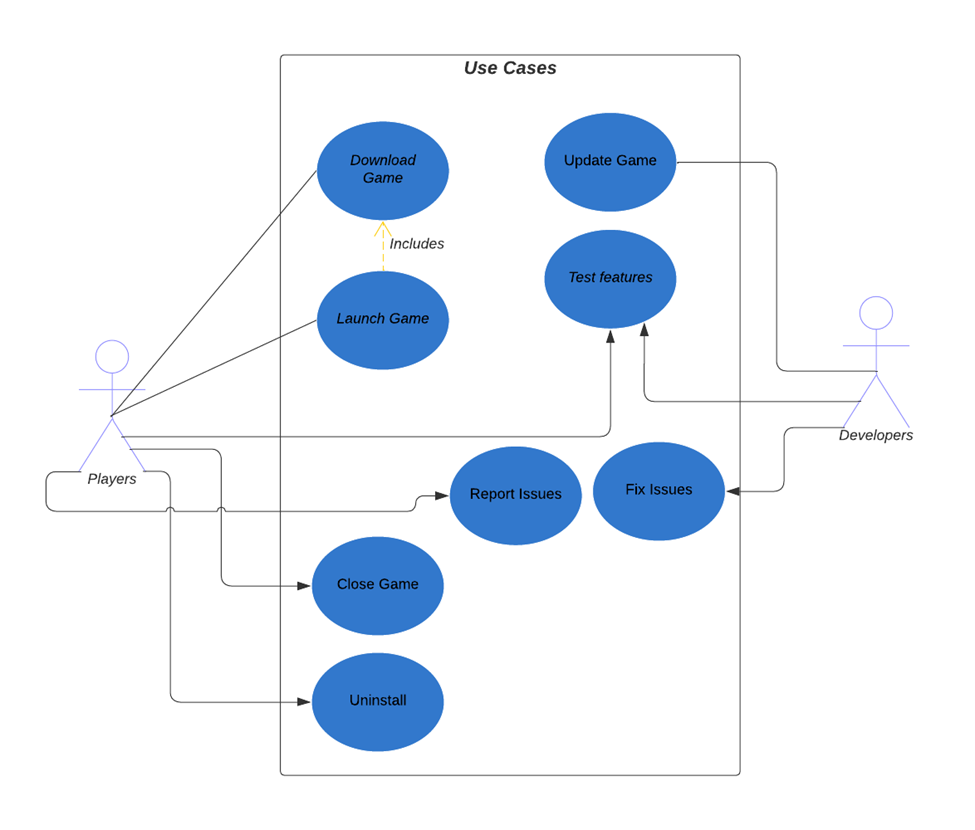 Use Cases
Download
Game
Update Game
Includes
Test features
Launch Game
Developers
Players
Report Issues
Fix Issues
Close Game
Uninstall